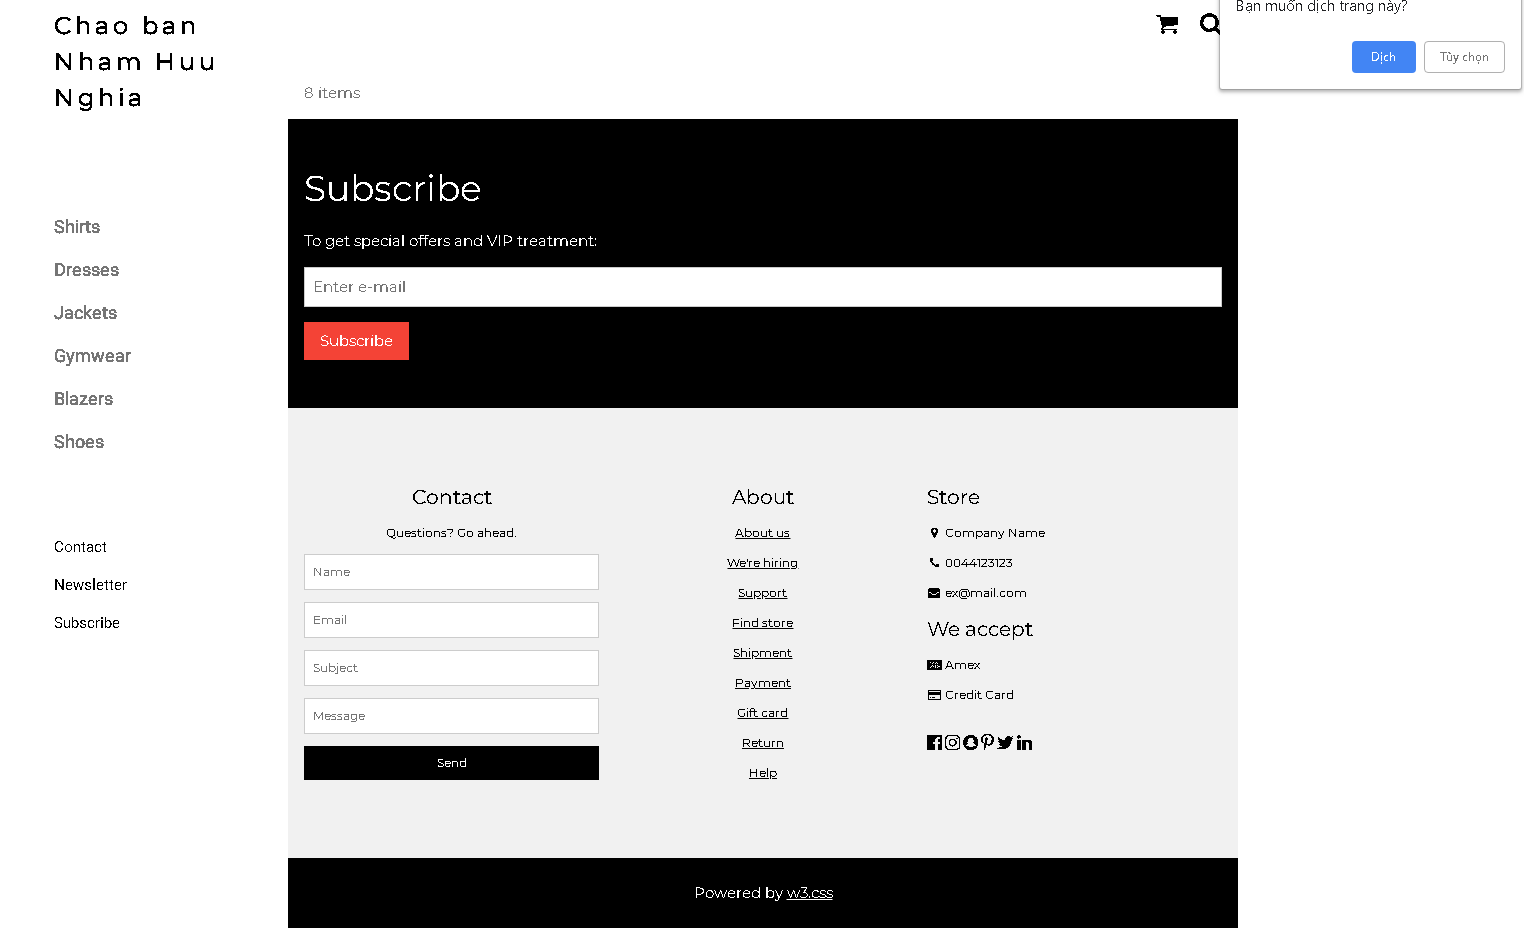 Chao ban
Nham Huu
Nghia
Shirts
Dresses
Jackets
Gymwear
Blazers
Shoes
Contact
Newsletter
Subscribe
8 items
Bạn muốn dịch trang này?
Dịch
Tùy chọn
Subscribe
To get special offers and VIP treatment:
Enter e-mail
Subscribe
Contact
Questions? Go ahead.
Name
Email
Subject
Message
Send
About
About us
We're hiring
Support
Find store
Shipment
Payment
Gift card
Return
Help
Store
Company Name
0044123123
ex@mail.com
We accept
Amex
Credit Card
Powered by w3.css